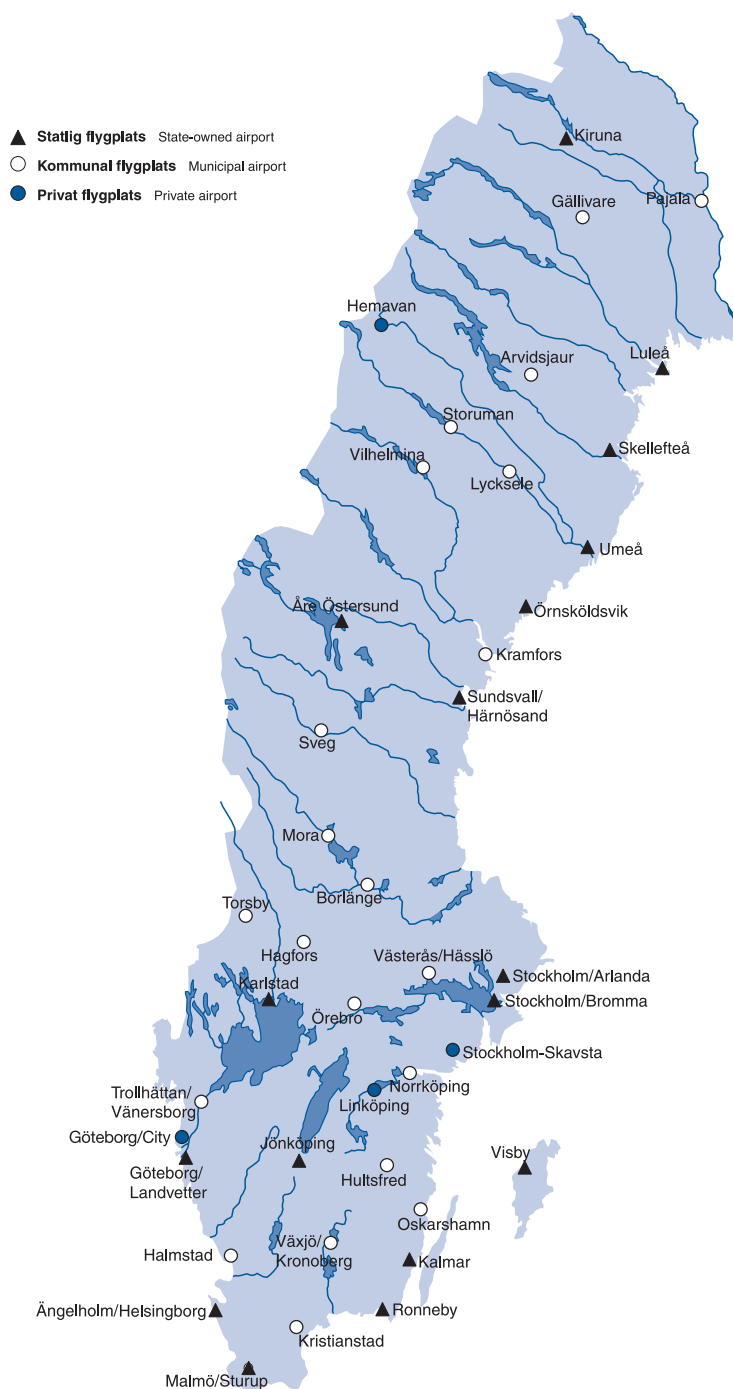 Statlig flygplats State-owned airport
Kommunal flygplats Municipal airport
Privat flygplats Private airport
Kiruna
Gällivare
Pajala
Hemavan
Luleå
Arvidsjaur
Storuman
Skellefteå
Vilhelmina
Lycksele
Umeå
Åre Östersund
Örnsköldsvik
Kramfors
Sundsvall/
Härnösand
Sveg
Mora
Borlänge
Torsby
Hagfors
Västerås/Hässlö
Stockholm/Arlanda
Karlstad
Stockholm/Bromma
Örebro
Stockholm-Skavsta
Norrköping
Trollhättan/
Vänersborg
Linköping
Göteborg/City
Jönköping
Visby
Göteborg/
Landvetter
Hultsfred
Oskarshamn
Växjö/
Kronoberg
Halmstad
Kalmar
Ängelholm/Helsingborg
Ronneby
Kristianstad
Malmö/Sturup